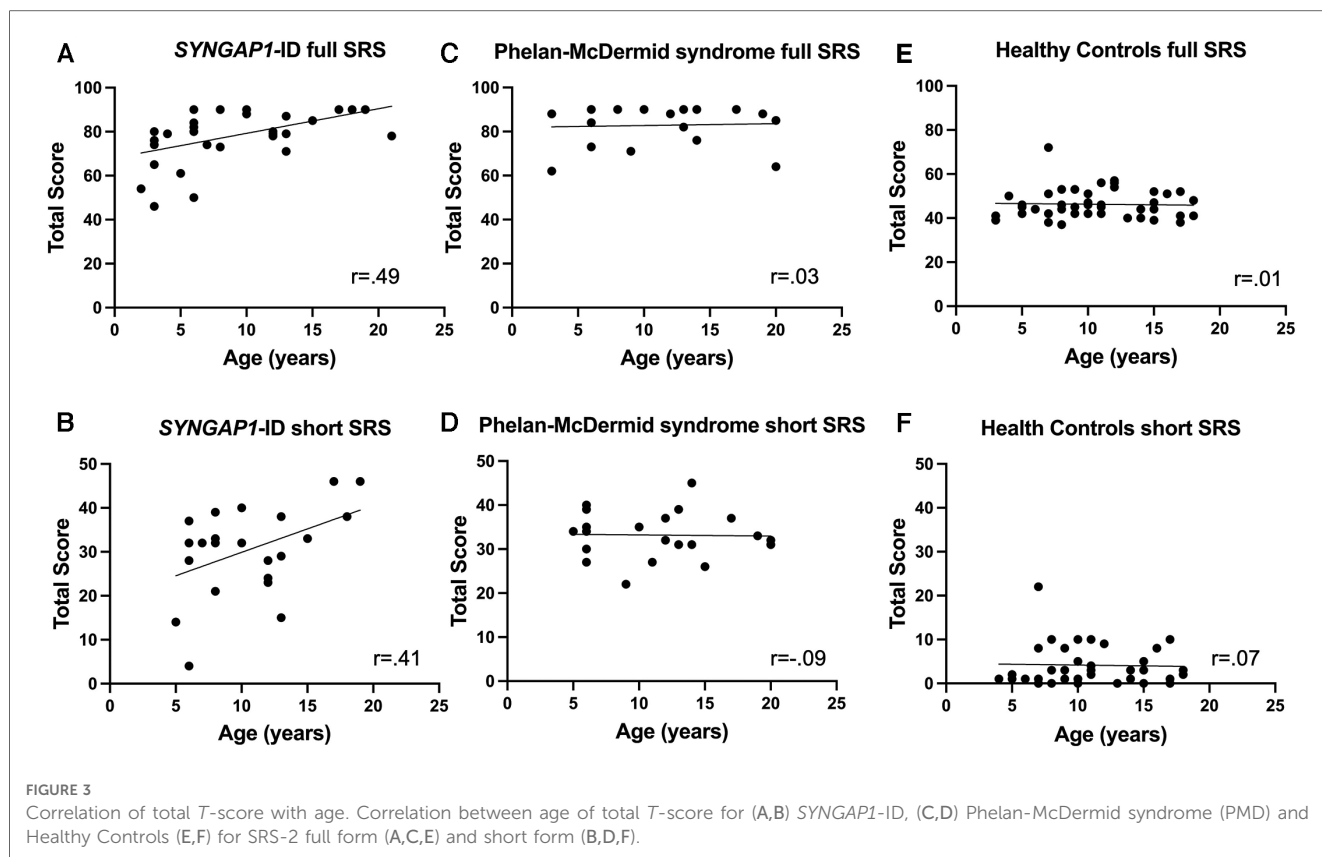 A SYNGAP1-ID full SRS
Total Score
100
80
60
40
20
0
0 5 10 15 20 25
Age (years)
r=.49
C Phelan-McDermid syndrome full SRS
Total Score
100
80
60
40
20
0
0 5 10 15 20 25
Age (years)
r=.03
E Healthy Controls full SRS
Total Score
100
80
60
40
20
0
0 5 10 15 20 25
Age (years)
r=.01
B SYNGAP1-ID short SRS
Total Score
50
40
30
20
10
0
0 5 10 15 20 25
Age (years)
r=.41
D Phelan-McDermid syndrome short SRS
Total Score
50
40
30
20
10
0
0 5 10 15 20 25
Age (years)
r=-.09
F Health Controls short SRS
Total Score
50
40
30
20
10
0
0 5 10 15 20 25
Age (years)
r=.07
FIGURE 3
Correlation of total T-score with age. Correlation between age of total T-score for (A,B) SYNGAP1-ID, (C,D) Phelan-McDermid syndrome (PMD) and
Healthy Controls (E,F) for SRS-2 full form (A,C,E) and short form (B,D,F).